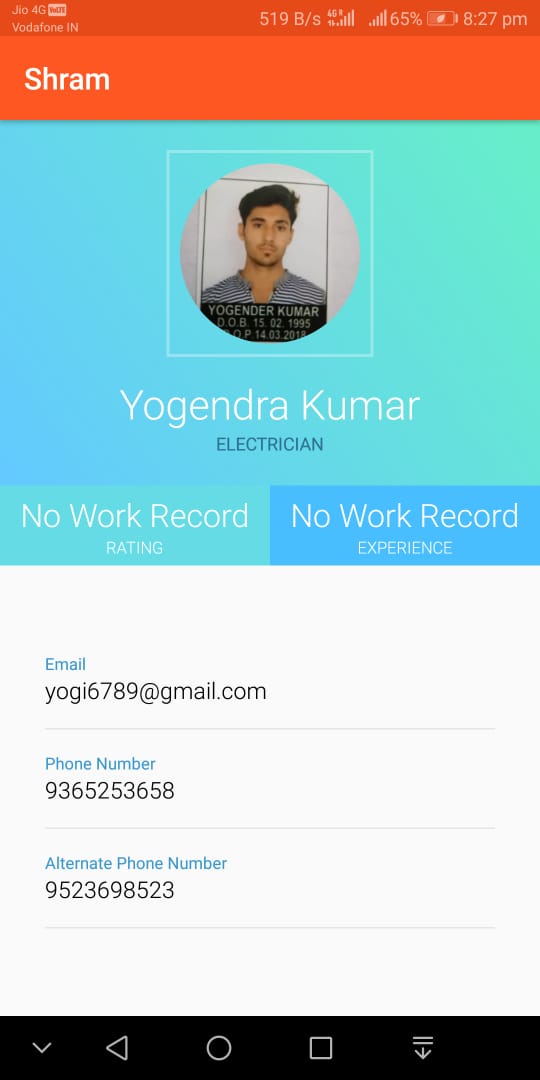 Jio 4G VoLTE
Vodafone IN
519 B/s 4G R 65% 8:27 pm
Shram
YOGENDER KUMAR
D.O.B. 15. 02. 1995
D.O.P.14.03.2018
Yogendra Kumar
ELECTRICIAN
No Work Record
RATING
No Work Record
EXPERIENCE
Email
yogi6789@gmail.com
Phone Number
9365253658
Alternate Phone Number
9523698523